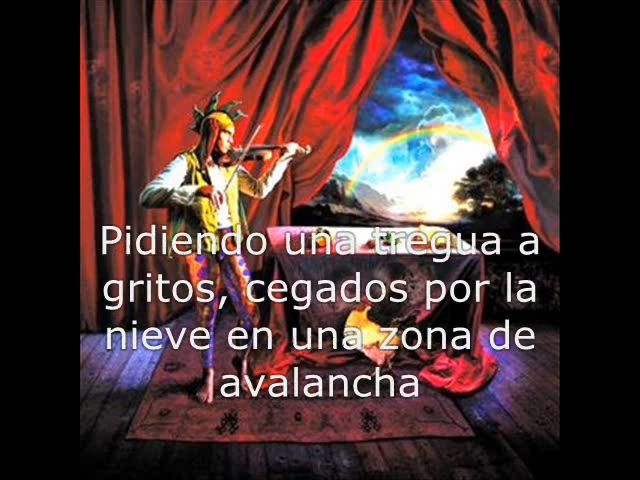 Pidiendo una tregua a
gritos, cegados por la
nieve en una zona de
avalancha